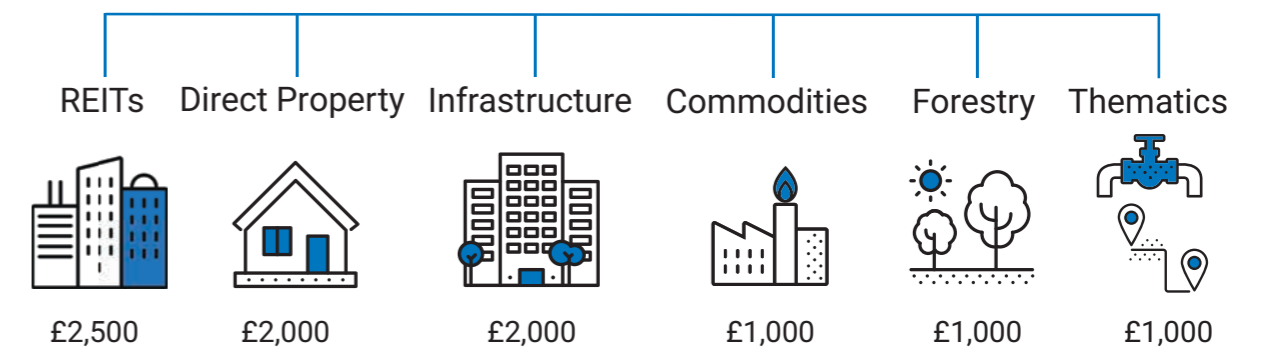 REITs Direct Property Infrastructure Commodities Forestry Thematics
£2,500 £2,000 £2,000 £1,000 £1,000 £1,000